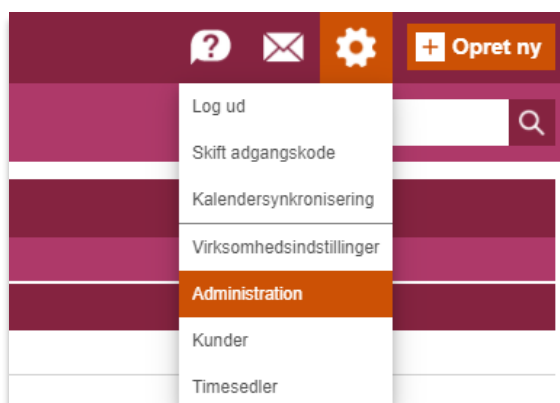 Opret ny
Log ud
Skift adgangskode
Kalendersynkronisering
Virksomhedsindstillinger
Administration
Kunder
Timesedler